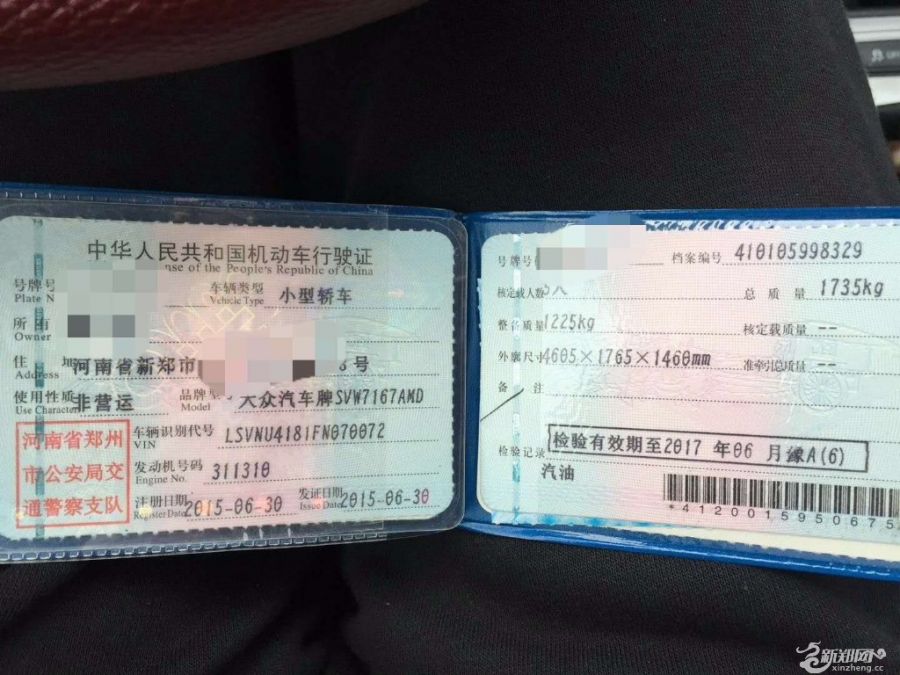 中华人民共和国机动车行驶证
nse of the People's Republic of China
号牌号
Plate N
车辆类型 小型轿车
Vehicle Type
所有
Owner
住 址 河南省新郑市 8号
Address
使用性质 非营运
Use Character
品牌型 大众汽车牌SVW7167AMD
Model
河南省郑州
市公安局交
通警察支队
车辆识别代号 LSVNU4181FN070072
VIN
发动机号码 311310
Engine No.
注册日期 2015-06-30
Register Date
发证日期 2015-06-30
Issue Date
号牌号 档案编号 410105998329
核定载人数 总质量 1735kg
整备质量 1225kg 核定载质量 --
外廓尺寸 4605×1765×1460mm 准牵引总质量 --
备 注
检验有效期至2017 年06 月豫A(6)
检验记录
汽油
*4120015950675
新郑网
xinzheng.cc